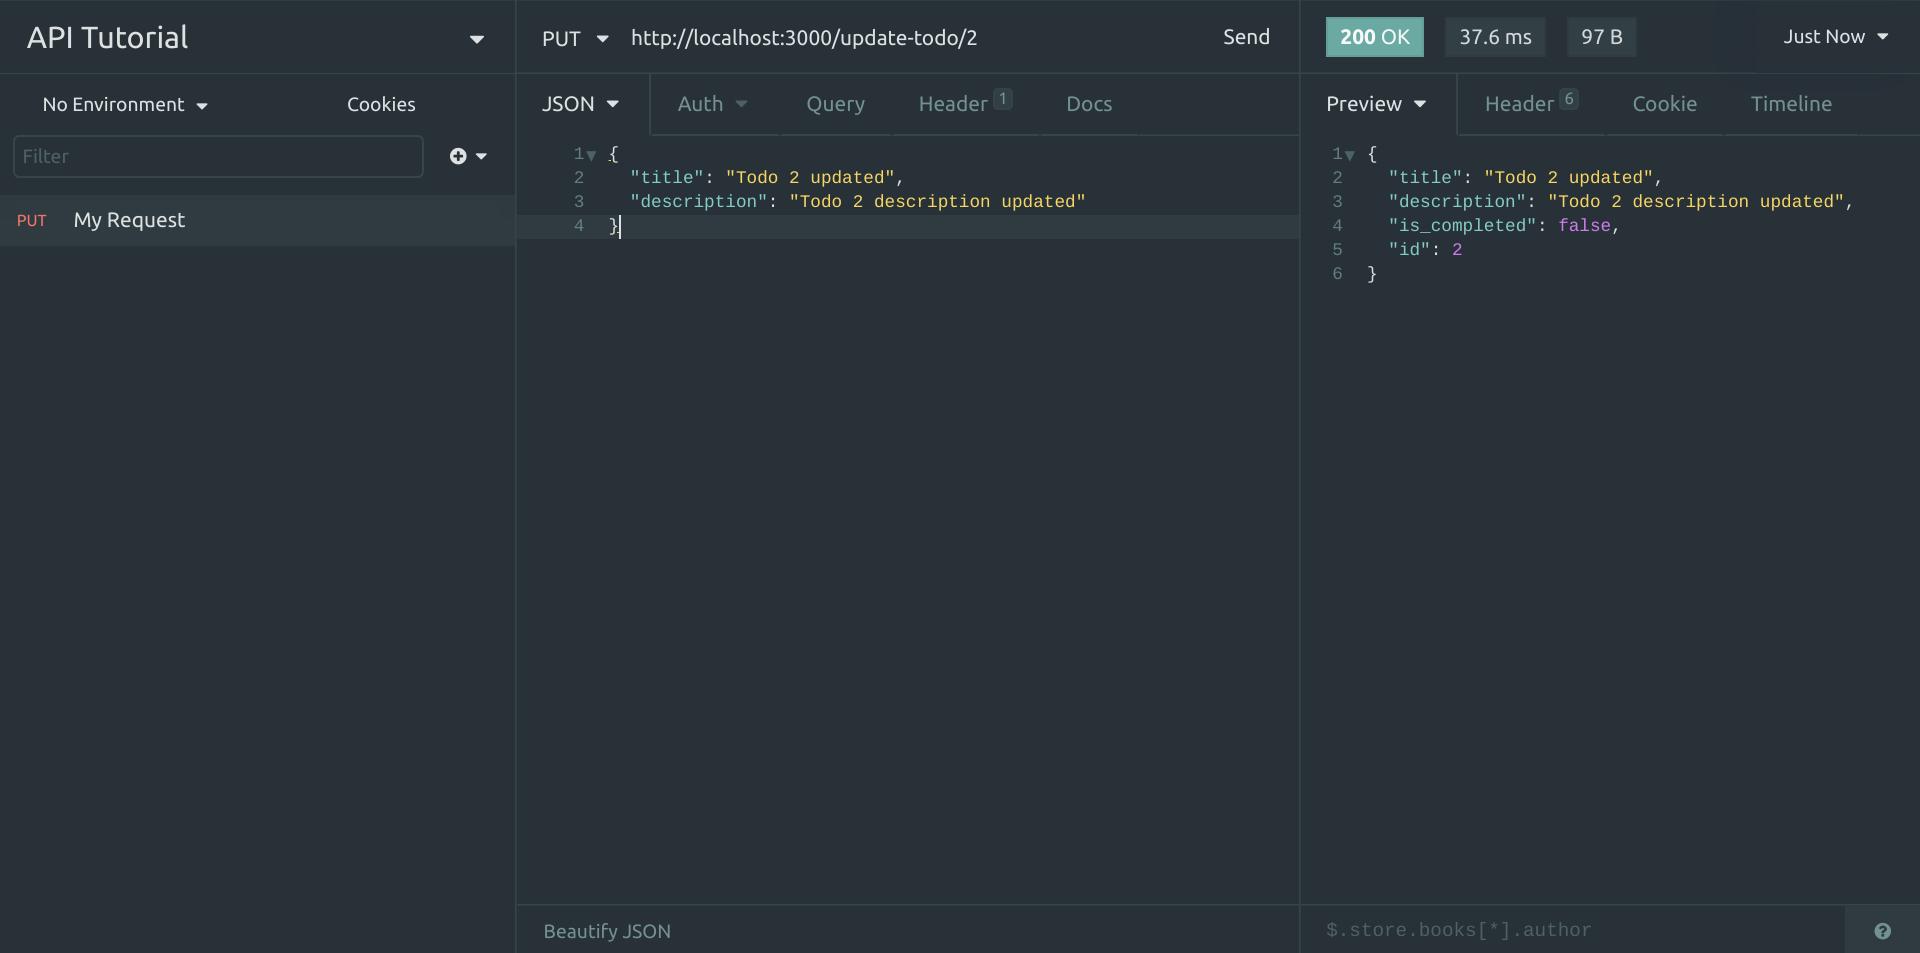 API Tutorial
No Environment
Cookies
Filter
PUT My Request
PUT http://localhost:3000/update-todo/2 Send
JSON Auth Query Header 1 Docs
1 {
2 "title": "Todo 2 updated",
3 "description": "Todo 2 description updated"
4 }
Beautify JSON
200 OK 37.6 ms 97 B Just Now
Preview Header 6 Cookie Timeline
1 {
2 "title": "Todo 2 updated",
3 "description": "Todo 2 description updated",
4 "is_completed": false,
5 "id": 2
6 }
$.store.books[*].author ?